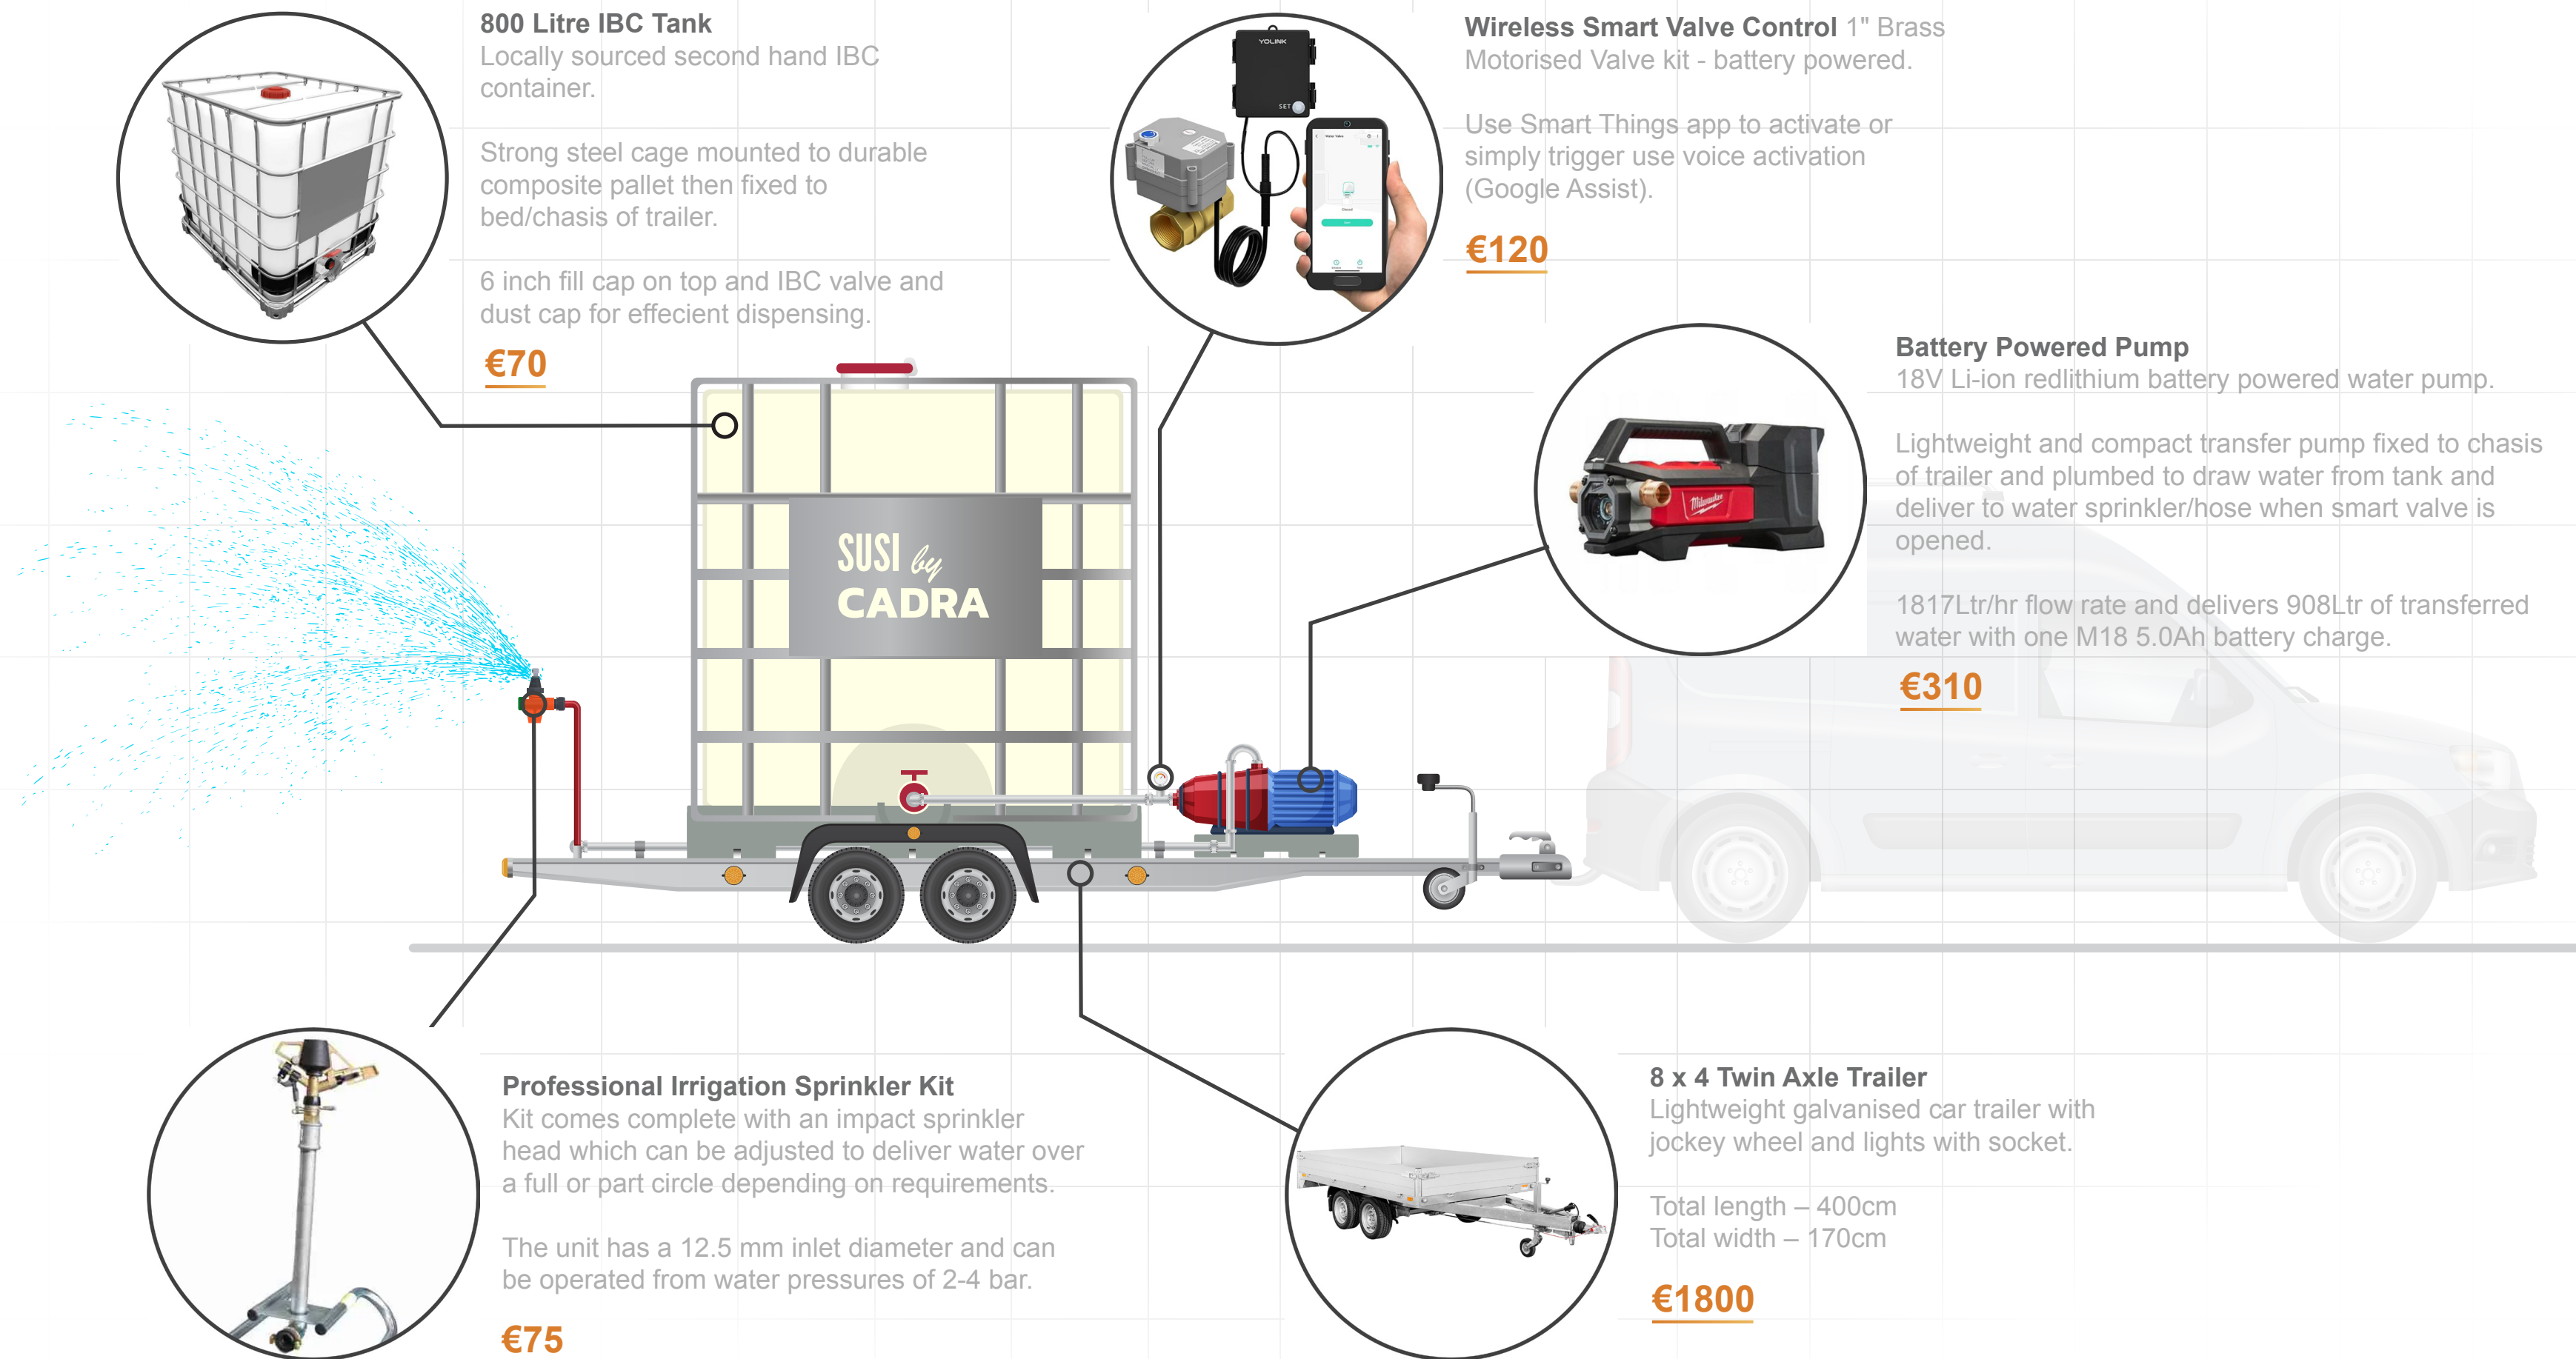 800 Litre IBC Tank
Locally sourced second hand IBC
container.
Strong steel cage mounted to durable
composite pallet then fixed to
bed/chasis of trailer.
6 inch fill cap on top and IBC valve and
dust cap for effecient dispensing.
€70
YOLINK
SET
Water Valve
Wireless Smart Valve Control 1" Brass
Motorised Valve kit - battery powered.
Use Smart Things app to activate or
simply trigger use voice activation
(Google Assist).
€120
Milwaukee
Battery Powered Pump
18V Li-ion redlithium battery powered water pump.
Lightweight and compact transfer pump fixed to chasis
of trailer and plumbed to draw water from tank and
deliver to water sprinkler/hose when smart valve is
opened.
1817Ltr/hr flow rate and delivers 908Ltr of transferred
water with one M18 5.0Ah battery charge.
€310
SUSI by
CADRA
Professional Irrigation Sprinkler Kit
Kit comes complete with an impact sprinkler
head which can be adjusted to deliver water over
a full or part circle depending on requirements.
The unit has a 12.5 mm inlet diameter and can
be operated from water pressures of 2-4 bar.
€75
8 x 4 Twin Axle Trailer
Lightweight galvanised car trailer with
jockey wheel and lights with socket.
Total length – 400cm
Total width – 170cm
€1800